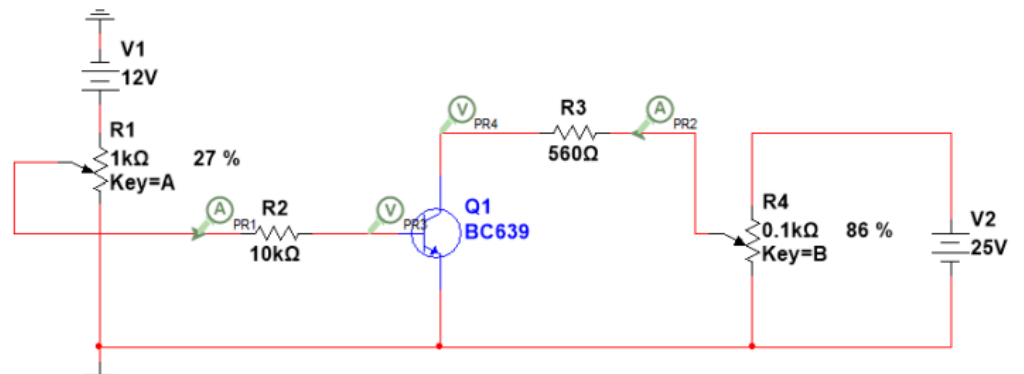 V1
12V
R1
1kΩ
27 %
Key=A
A
PR1
R2
10kΩ
V
PR3
V
PR4
Q1
BC639
R3
560Ω
A
PR2
R4
0.1kΩ
86 %
Key=B
V2
25V